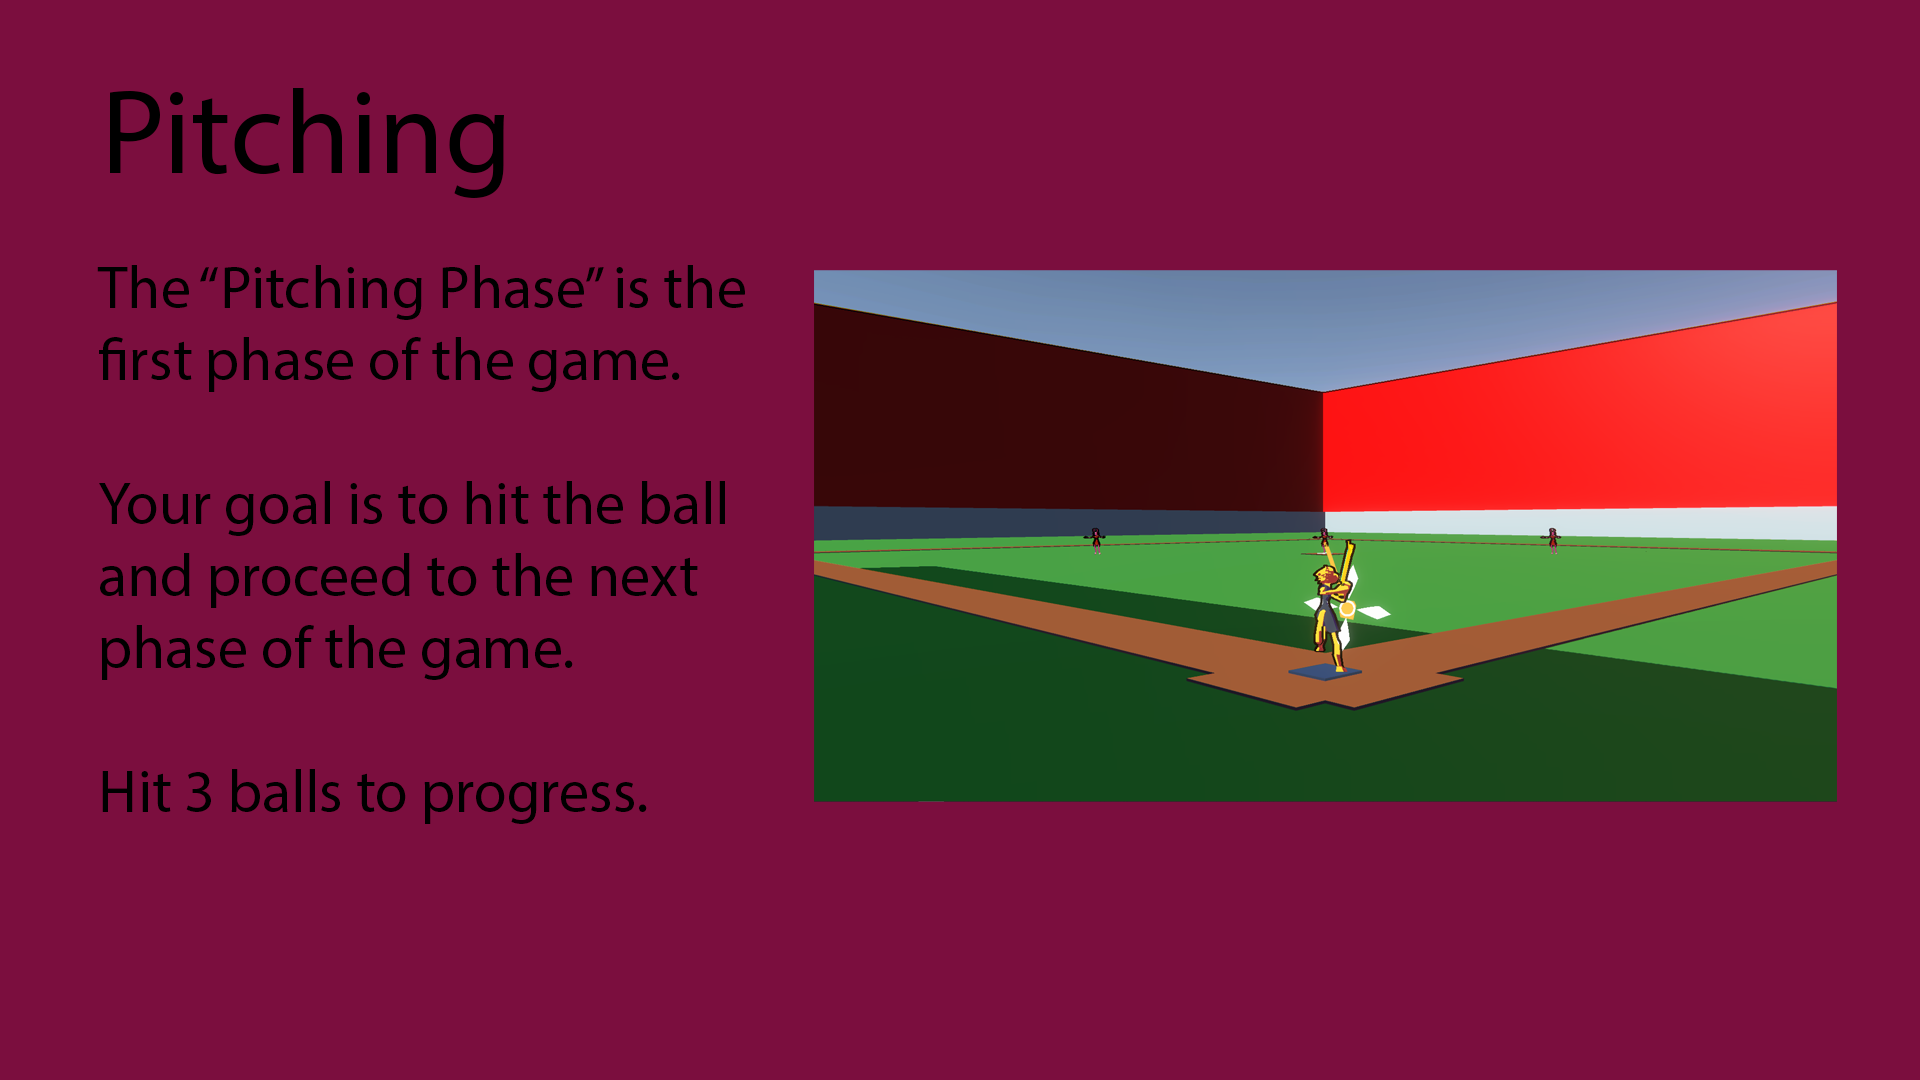 Pitching
The “Pitching Phase” is the
first phase of the game.
Your goal is to hit the ball
and proceed to the next
phase of the game.
Hit 3 balls to progress.